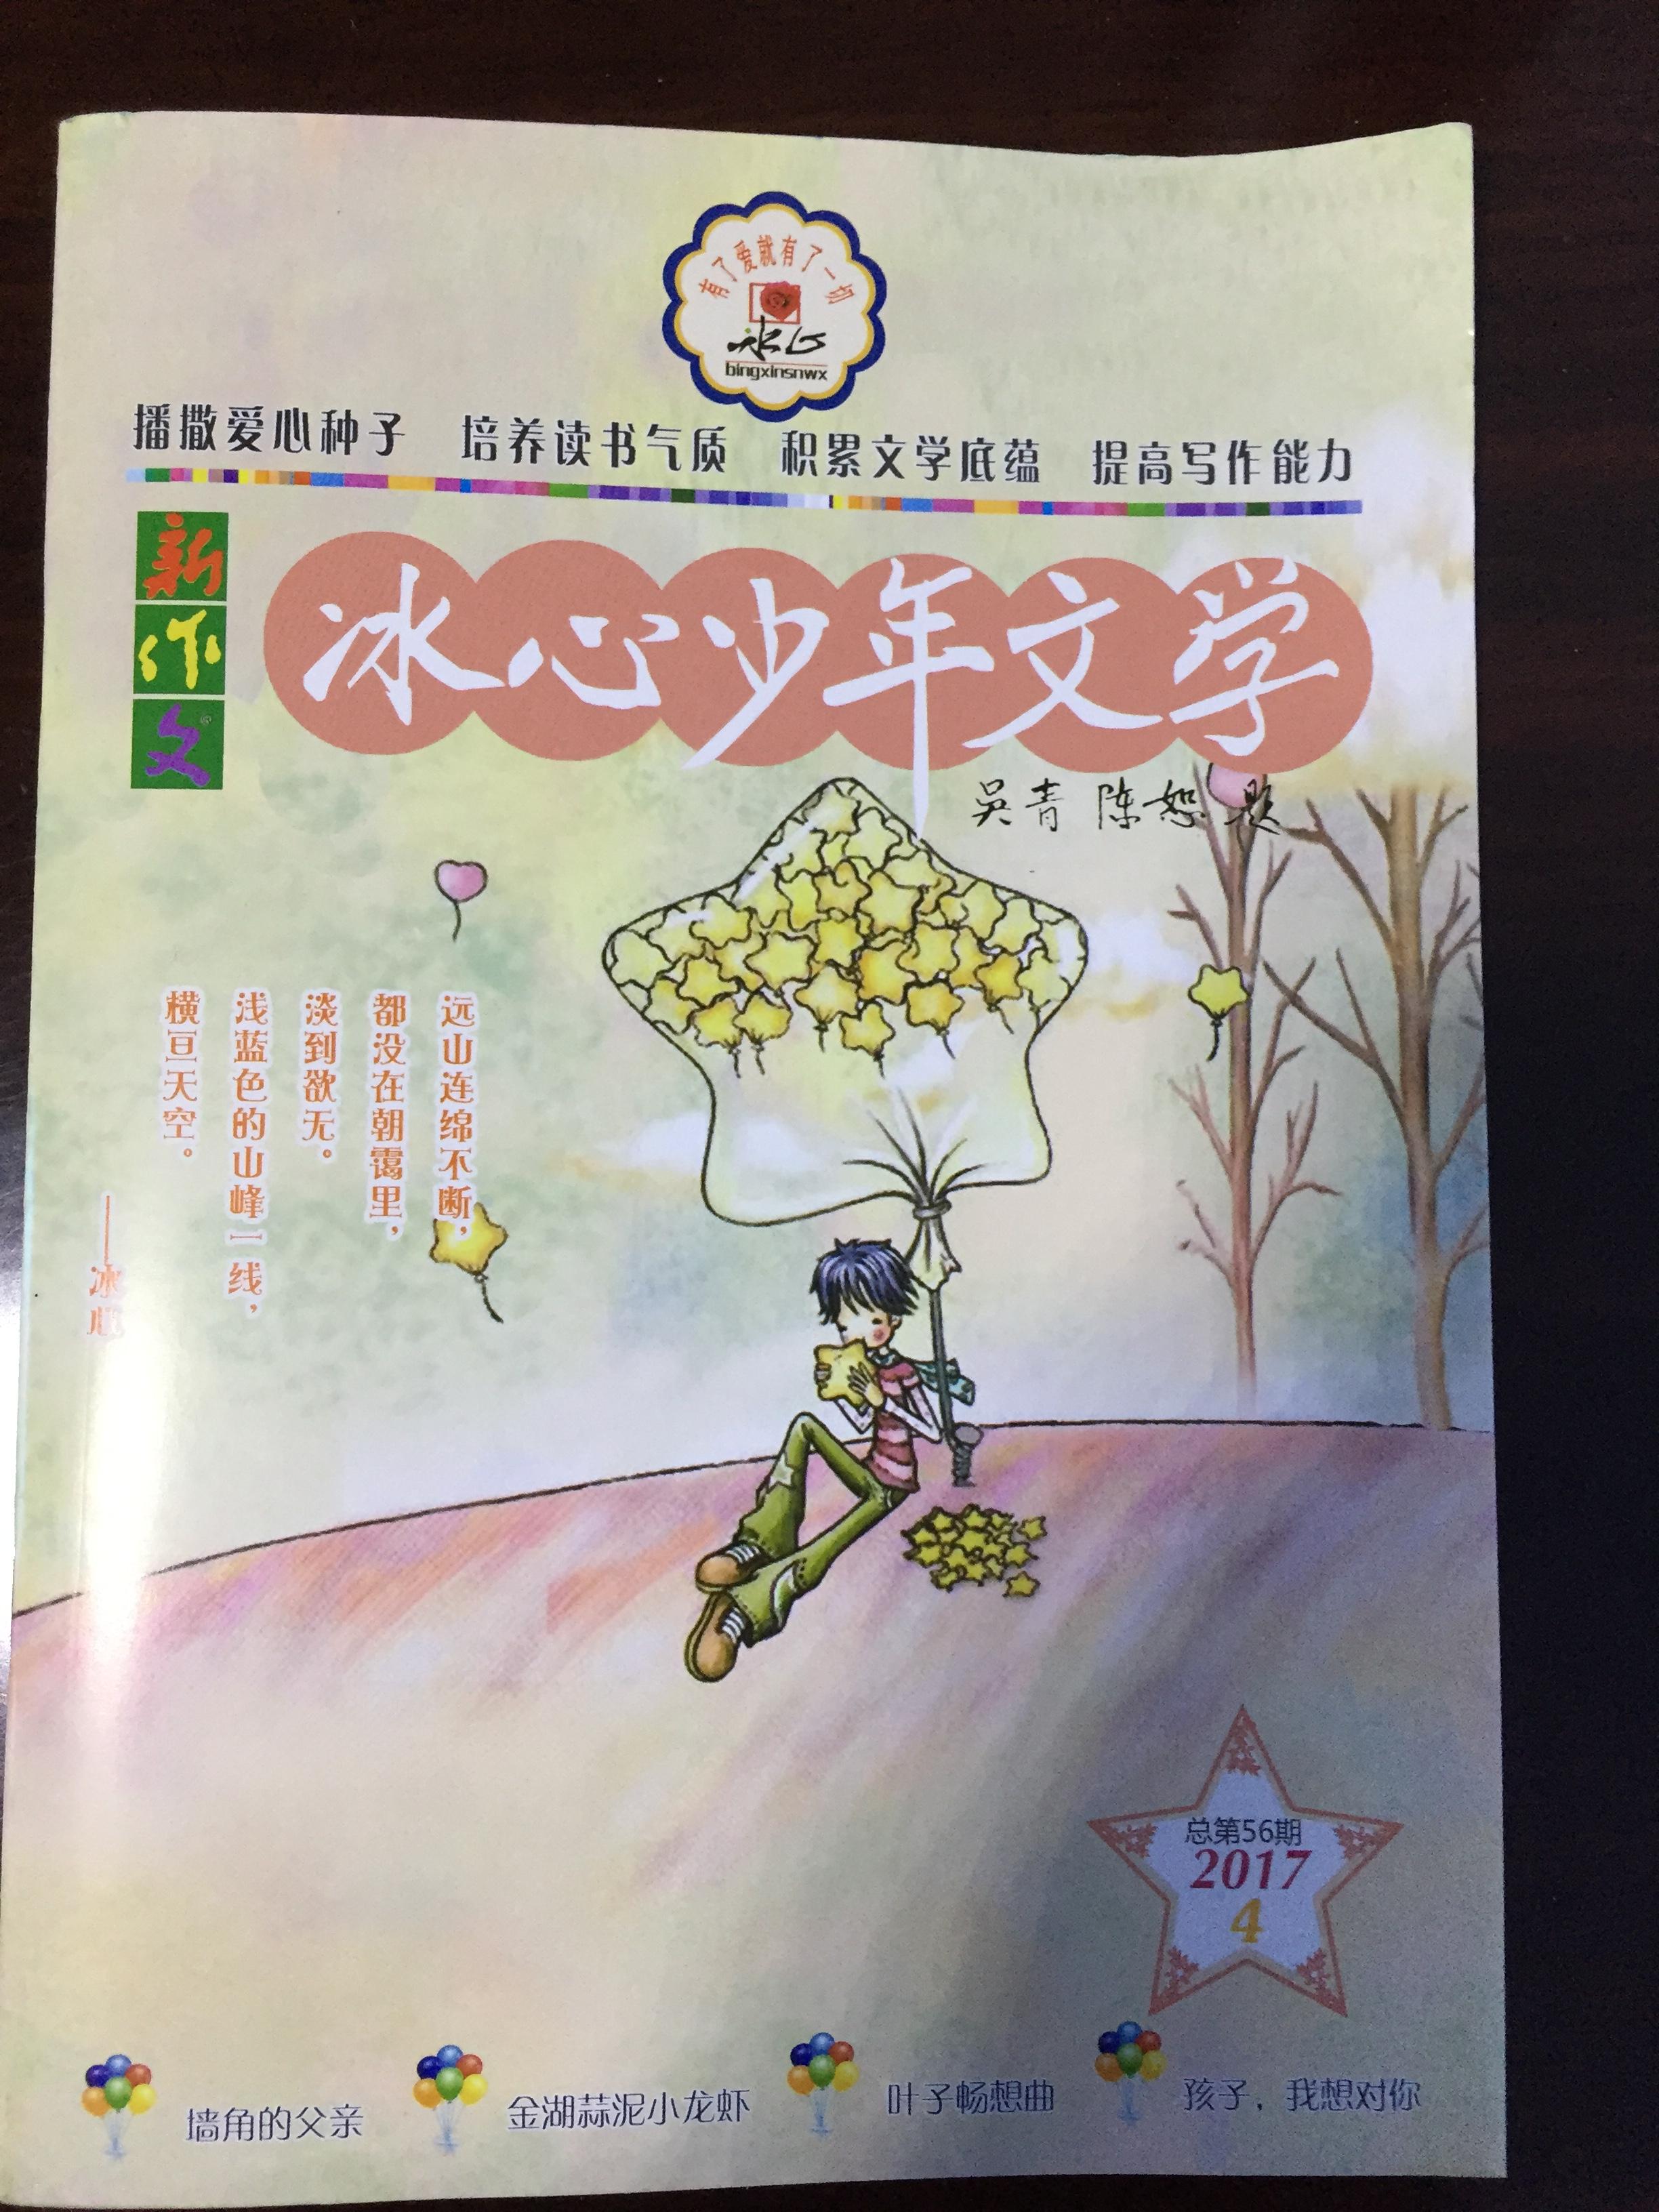 有了爱就有了一切
冰心
bingxinsnwx
播撒爱心种子 培养读书气质 积累文学底蕴 提高写作能力
新作文
冰心少年文学
吴青 陈恕 题
远山连绵不断，
都没在朝霭里，
淡到欲无。
浅蓝色的山峰一线，
横亘天空。
——冰心
总第56期
2017
4
墙角的父亲
金湖蒜泥小龙虾
叶子畅想曲
孩子，我想对你